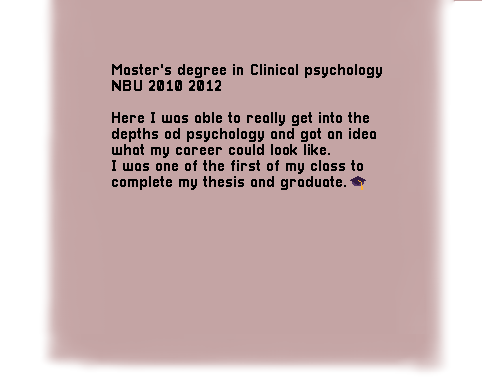 Master's degree in Clinical psychology
NBU 2010 2012
Here I was able to really get into the
depths od psychology and got an idea
what my career could look like.
I was one of the first of my class to
complete my thesis and graduate. 🎓